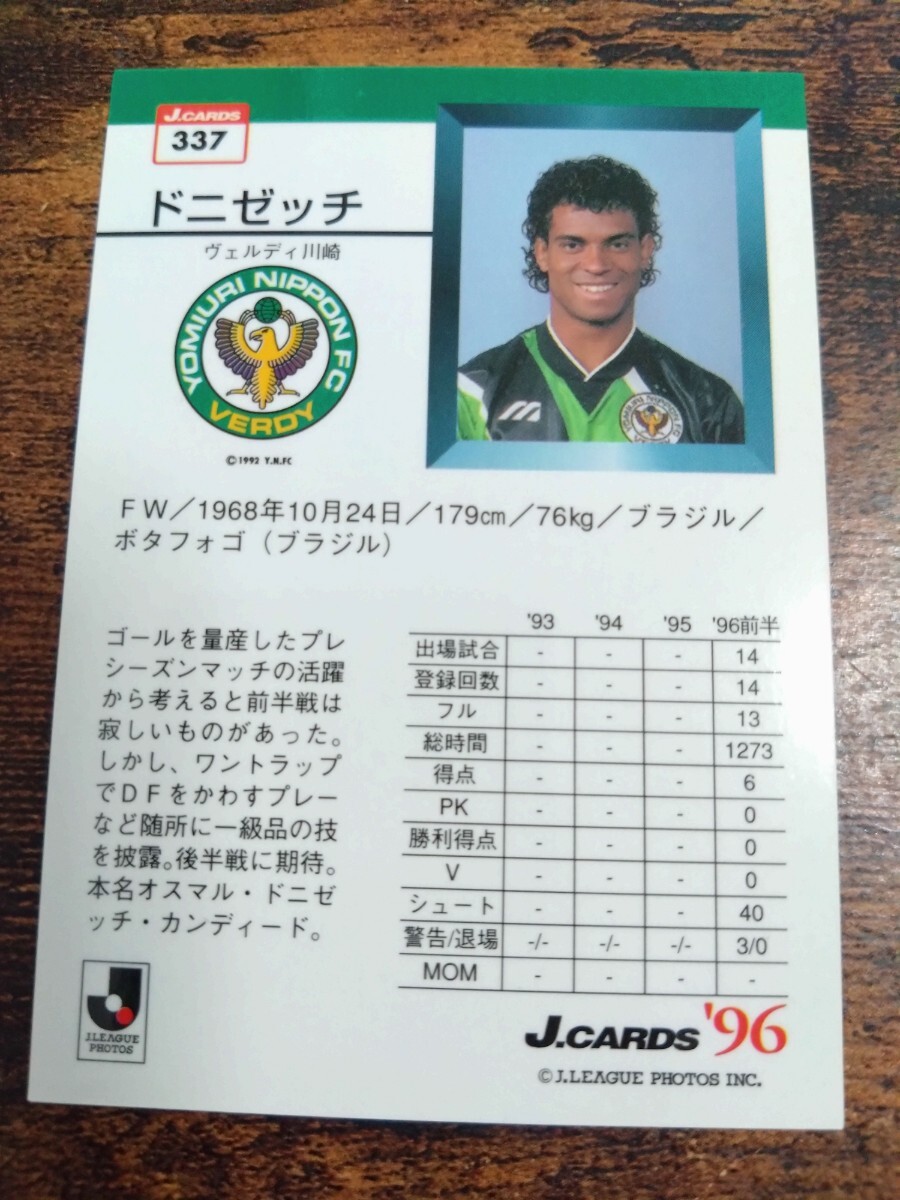 J.CARDS
337
ドニゼッチ
ヴェルディ川崎
YOMIURI NIPPON FC
VERDY
©1992 Y.N.FC
YOMIURI NIPPON FC
VERDY
FW／1968年10月24日／179cm／76kg／ブラジル／
ボタフォゴ（ブラジル）
ゴールを量産したプレ
シーズンマッチの活躍
から考えると前半戦は
寂しいものがあった。
しかし、ワントラップ
でDFをかわすプレー
など随所に一級品の技
を披露。後半戦に期待。
本名オスマル・ドニゼ
ッチ・カンディード。
'93 '94 '95 '96前半
出場試合 - - - 14
登録回数 - - - 14
フル - - - 13
総時間 - - - 1273
得点 - - - 6
PK - - - 0
勝利得点 - - - 0
V - - - 0
シュート - - - 40
警告/退場 -/- -/- -/- 3/0
MOM - - - -
J.LEAGUE
PHOTOS
J.CARDS '96
©J.LEAGUE PHOTOS INC.